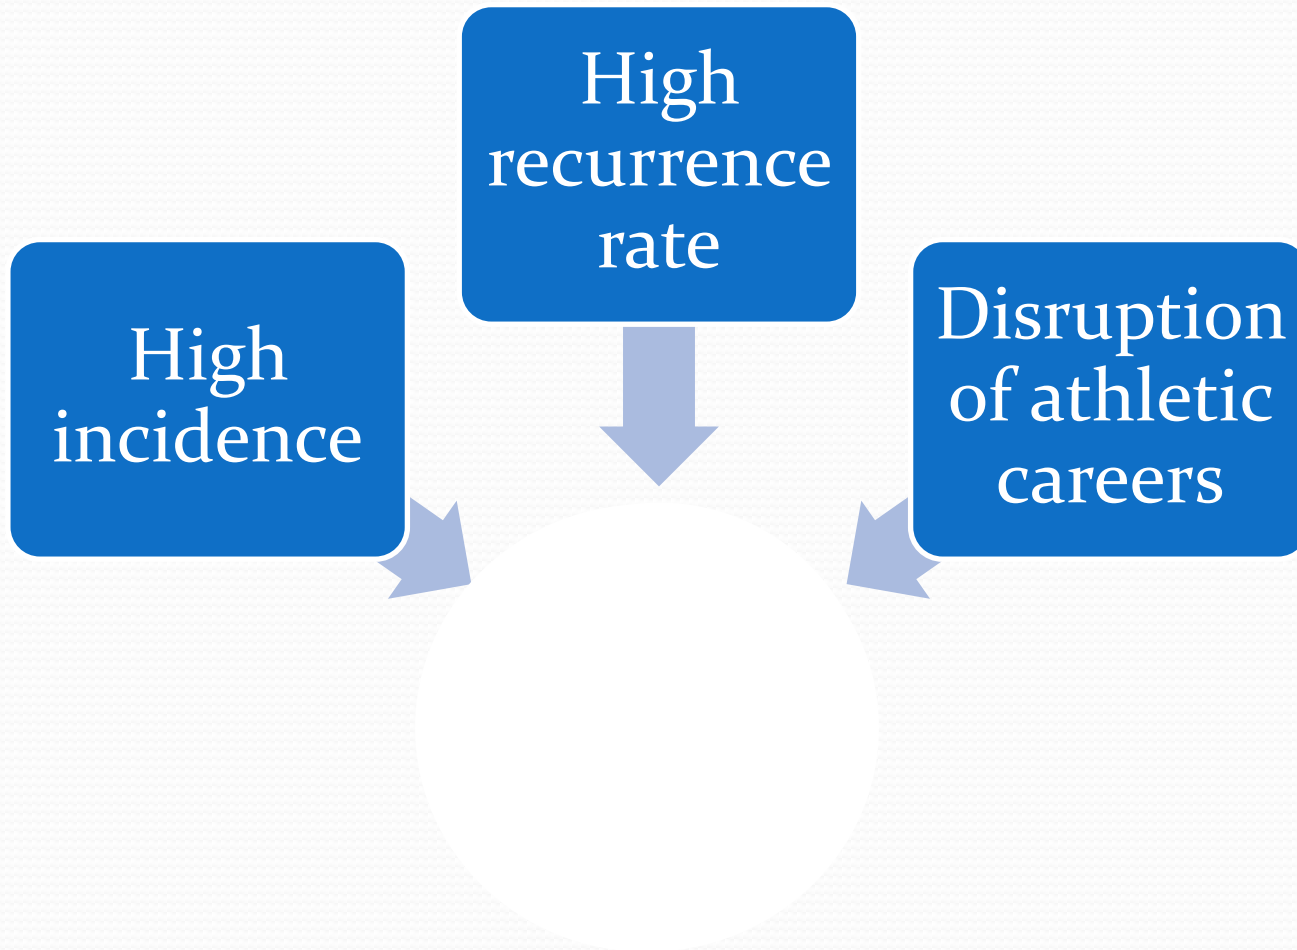 High
recurrence
rate
High
incidence
Disruption
of athletic
careers